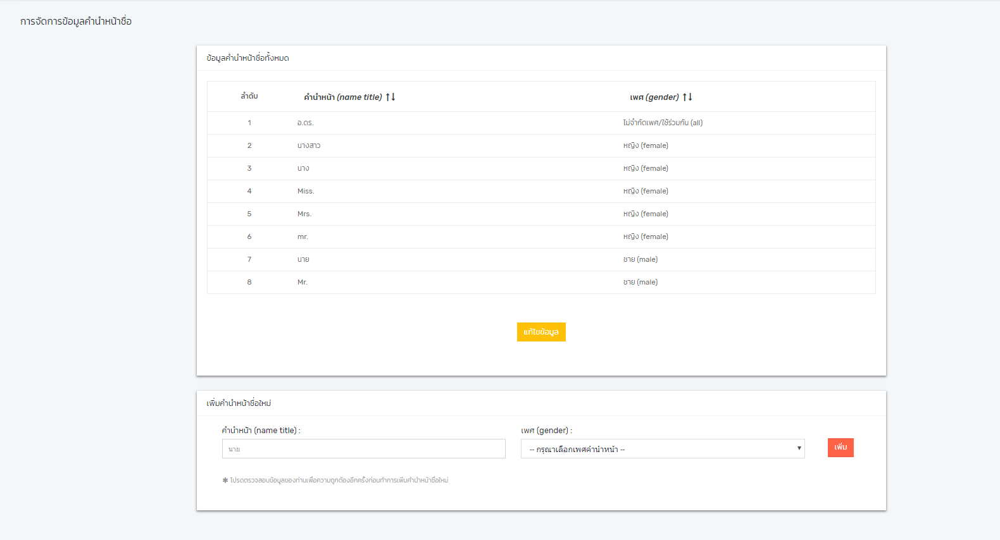 การจัดการข้อมูลคำนำหน้าชื่อ
ข้อมูลคำนำหน้าชื่อทั้งหมด
ลำดับ คำนำหน้า (name title) เพศ (gender)
1 อ.ดร. ไม่จำกัดเพศ/ใช้ร่วมกัน (all)
2 นางสาว หญิง (female)
3 นาง หญิง (female)
4 Miss. หญิง (female)
5 Mrs. หญิง (female)
6 mr. หญิง (female)
7 นาย ชาย (male)
8 Mr. ชาย (male)
แก้ไขข้อมูล
เพิ่มคำนำหน้าชื่อใหม่
คำนำหน้า (name title) : เพศ (gender) :
นาย -- กรุณาเลือกเพศคำนำหน้า -- เพิ่ม
✱ โปรดตรวจสอบข้อมูลของท่านเพื่อความถูกต้องอีกครั้งก่อนทำการเพิ่มคำนำหน้าชื่อใหม่